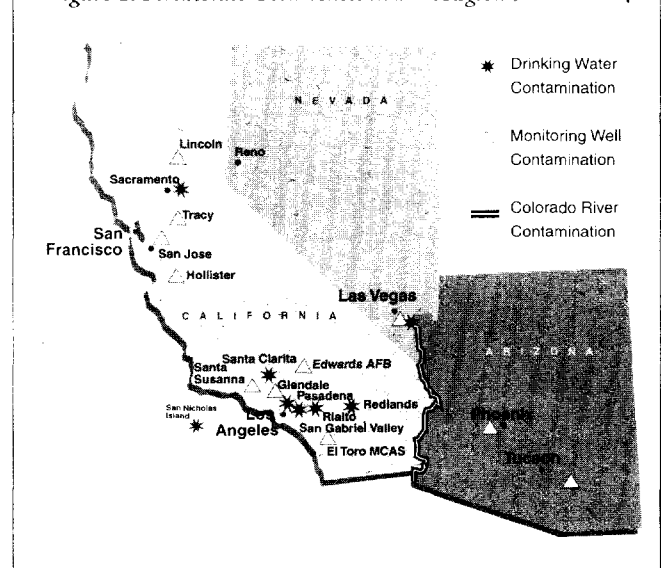 Drinking Water
Contamination
NEVADA
Monitoring Well
Contamination
Lincoln
Reno
Sacramento
Colorado River
Contamination
Tracy
San
Francisco
San Jose
Hollister
Las Vegas
CALIFORNIA
ARIZONA
Santa Clarita
Edwards AFB
Santa
Susanna
Glendale
Pasadena
Redlands
San Nicholas
Island
Rialto
Los
Angeles
San Gabriel Valley
El Toro MCAS
Phoenix
Tucson